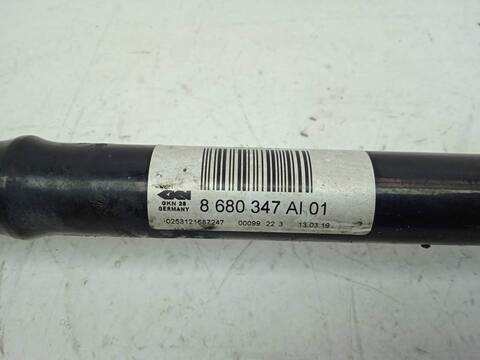 GKN
GKN 28
GERMANY
8 680 347 AI 01
0253121687247 00099 22 3 13.03.19